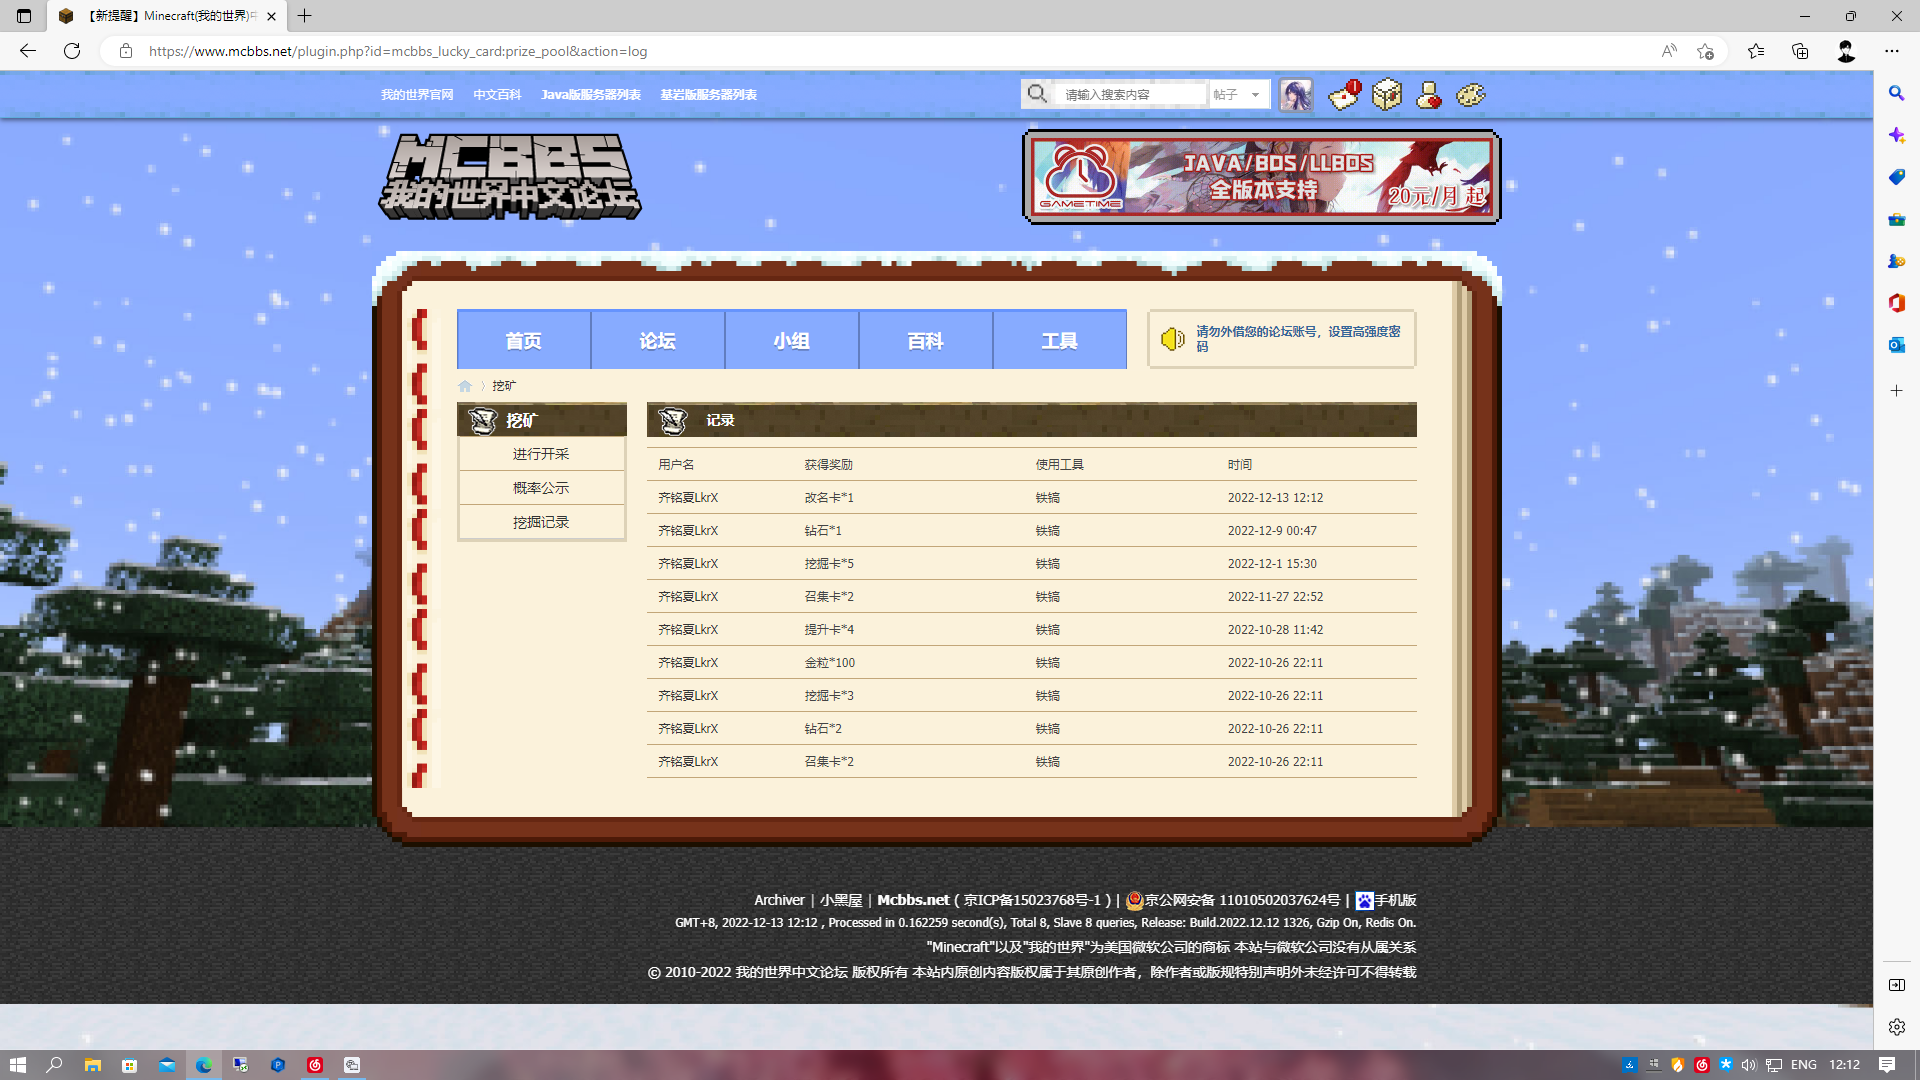 【新提醒】Minecraft(我的世界)中
https://www.mcbbs.net/plugin.php?id=mcbbs_lucky_card:prize_pool&action=log
我的世界官网 中文百科 Java版服务器列表 基岩版服务器列表
请输入搜索内容 帖子
1
MCBBS
我的世界中文论坛
JAVA/BDS/LLBDS
全版本支持
GAMETIME
20元/月 起
首页 论坛 小组 百科 工具
请勿外借您的论坛账号，设置高强度密
码
挖矿
挖矿
进行开采
概率公示
挖掘记录
记录
用户名 获得奖励 使用工具 时间
齐铭夏LkrX 改名卡*1 铁镐 2022-12-13 12:12
齐铭夏LkrX 钻石*1 铁镐 2022-12-9 00:47
齐铭夏LkrX 挖掘卡*5 铁镐 2022-12-1 15:30
齐铭夏LkrX 召集卡*2 铁镐 2022-11-27 22:52
齐铭夏LkrX 提升卡*4 铁镐 2022-10-28 11:42
齐铭夏LkrX 金粒*100 铁镐 2022-10-26 22:11
齐铭夏LkrX 挖掘卡*3 铁镐 2022-10-26 22:11
齐铭夏LkrX 钻石*2 铁镐 2022-10-26 22:11
齐铭夏LkrX 召集卡*2 铁镐 2022-10-26 22:11
Archiver | 小黑屋 | Mcbbs.net ( 京ICP备15023768号-1 ) | 京公网安备 11010502037624号 | 手机版
GMT+8, 2022-12-13 12:12 , Processed in 0.162259 second(s), Total 8, Slave 8 queries, Release: Build.2022.12.12 1326, Gzip On, Redis On.
"Minecraft"以及"我的世界"为美国微软公司的商标 本站与微软公司没有从属关系
© 2010-2022 我的世界中文论坛 版权所有 本站内原创内容版权属于其原创作者，除作者或版规特别声明外未经许可不得转载
ENG 12:12